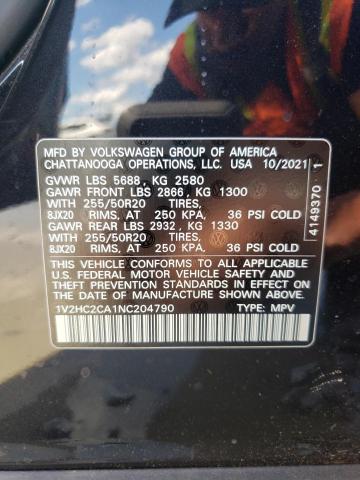 MFD BY VOLKSWAGEN GROUP OF AMERICA
CHATTANOOGA OPERATIONS, LLC. USA 10/2021
GVWR LBS 5688, KG 2580
GAWR FRONT LBS 2866, KG 1300
WITH 255/50R20 TIRES,
8JX20 RIMS, AT 250 KPA, 36 PSI COLD
GAWR REAR LBS 2932, KG 1330
WITH 255/50R20 TIRES,
8JX20 RIMS, AT 250 KPA, 36 PSI COLD
THIS VEHICLE CONFORMS TO ALL APPLICABLE
U.S. FEDERAL MOTOR VEHICLE SAFETY, BUMPER
AND THEFT PREVENTION STANDARDS IN EFFECT
ON THE DATE OF MANUFACTURE SHOWN ABOVE.
1V2HC2CA1NC204790 TYPE: MPV
4149370 1